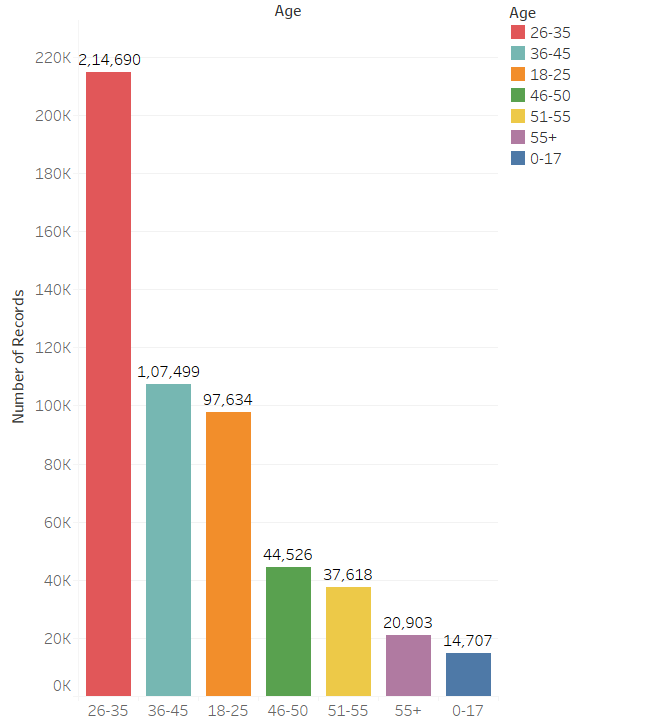 Age
Age
26-35
36-45
18-25
46-50
51-55
55+
0-17
Number of Records
220K
200K
180K
160K
140K
120K
100K
80K
60K
40K
20K
0K
2,14,690
1,07,499
97,634
44,526
37,618
20,903
14,707
26-35 36-45 18-25 46-50 51-55 55+ 0-17